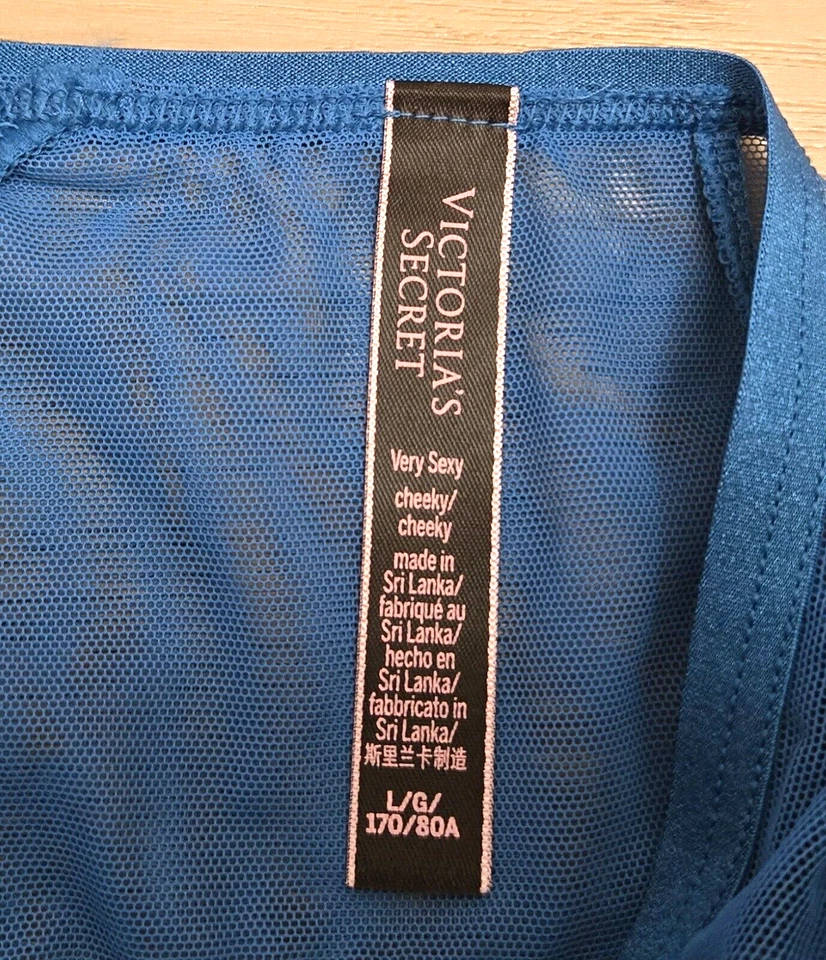 VICTORIA'S
SECRET
Very Sexy
cheeky/
cheeky
made in
Sri Lanka/
fabriqué au
Sri Lanka/
hecho en
Sri Lanka/
fabbricato in
Sri Lanka/
斯里兰卡制造
L/G/
170/80A